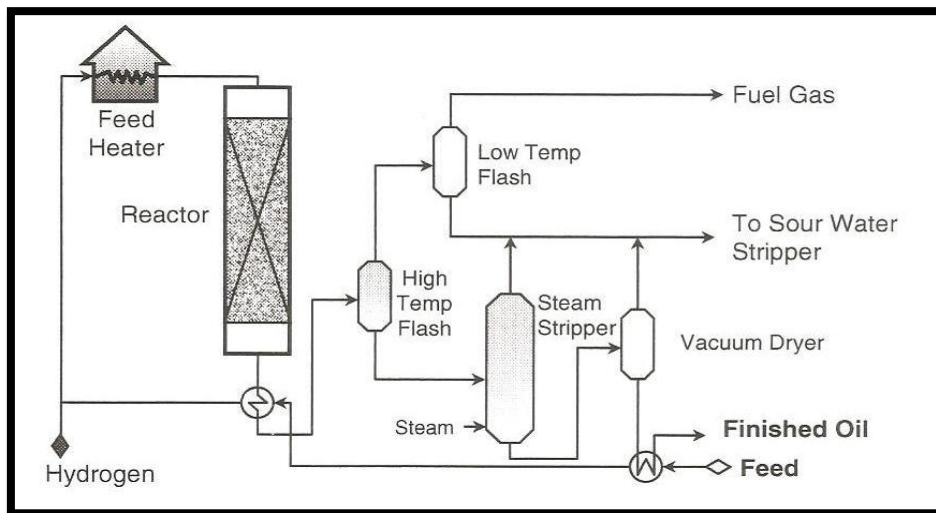 Feed
Heater
Reactor
Hydrogen
High
Temp
Flash
Low Temp
Flash
Steam
Stripper
Steam
Vacuum Dryer
Fuel Gas
To Sour Water
Stripper
Finished Oil
Feed